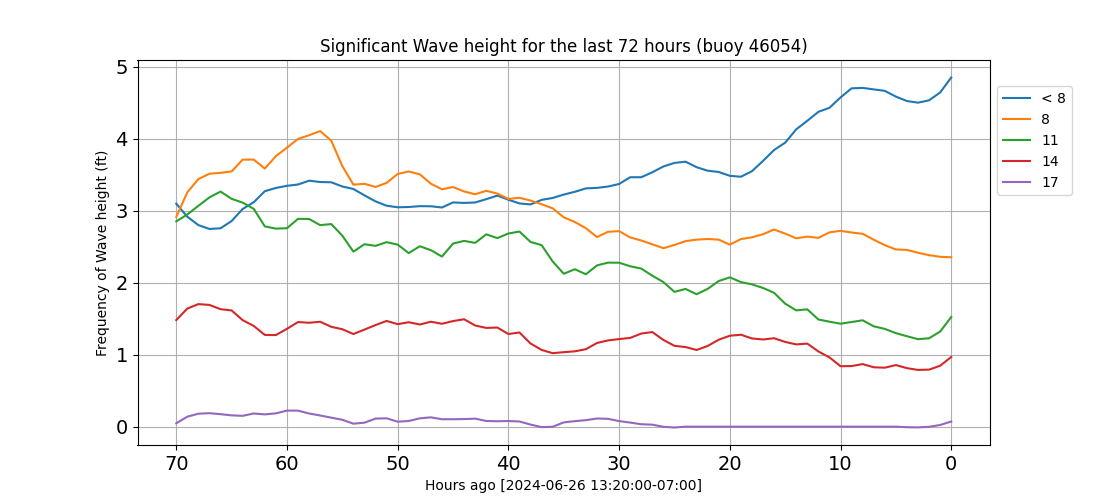 Significant Wave height for the last 72 hours (buoy 46054)
Frequency of Wave height (ft)
5
4
3
2
1
0
70 60 50 40 30 20 10 0
Hours ago [2024-06-26 13:20:00-07:00]
< 8
8
11
14
17